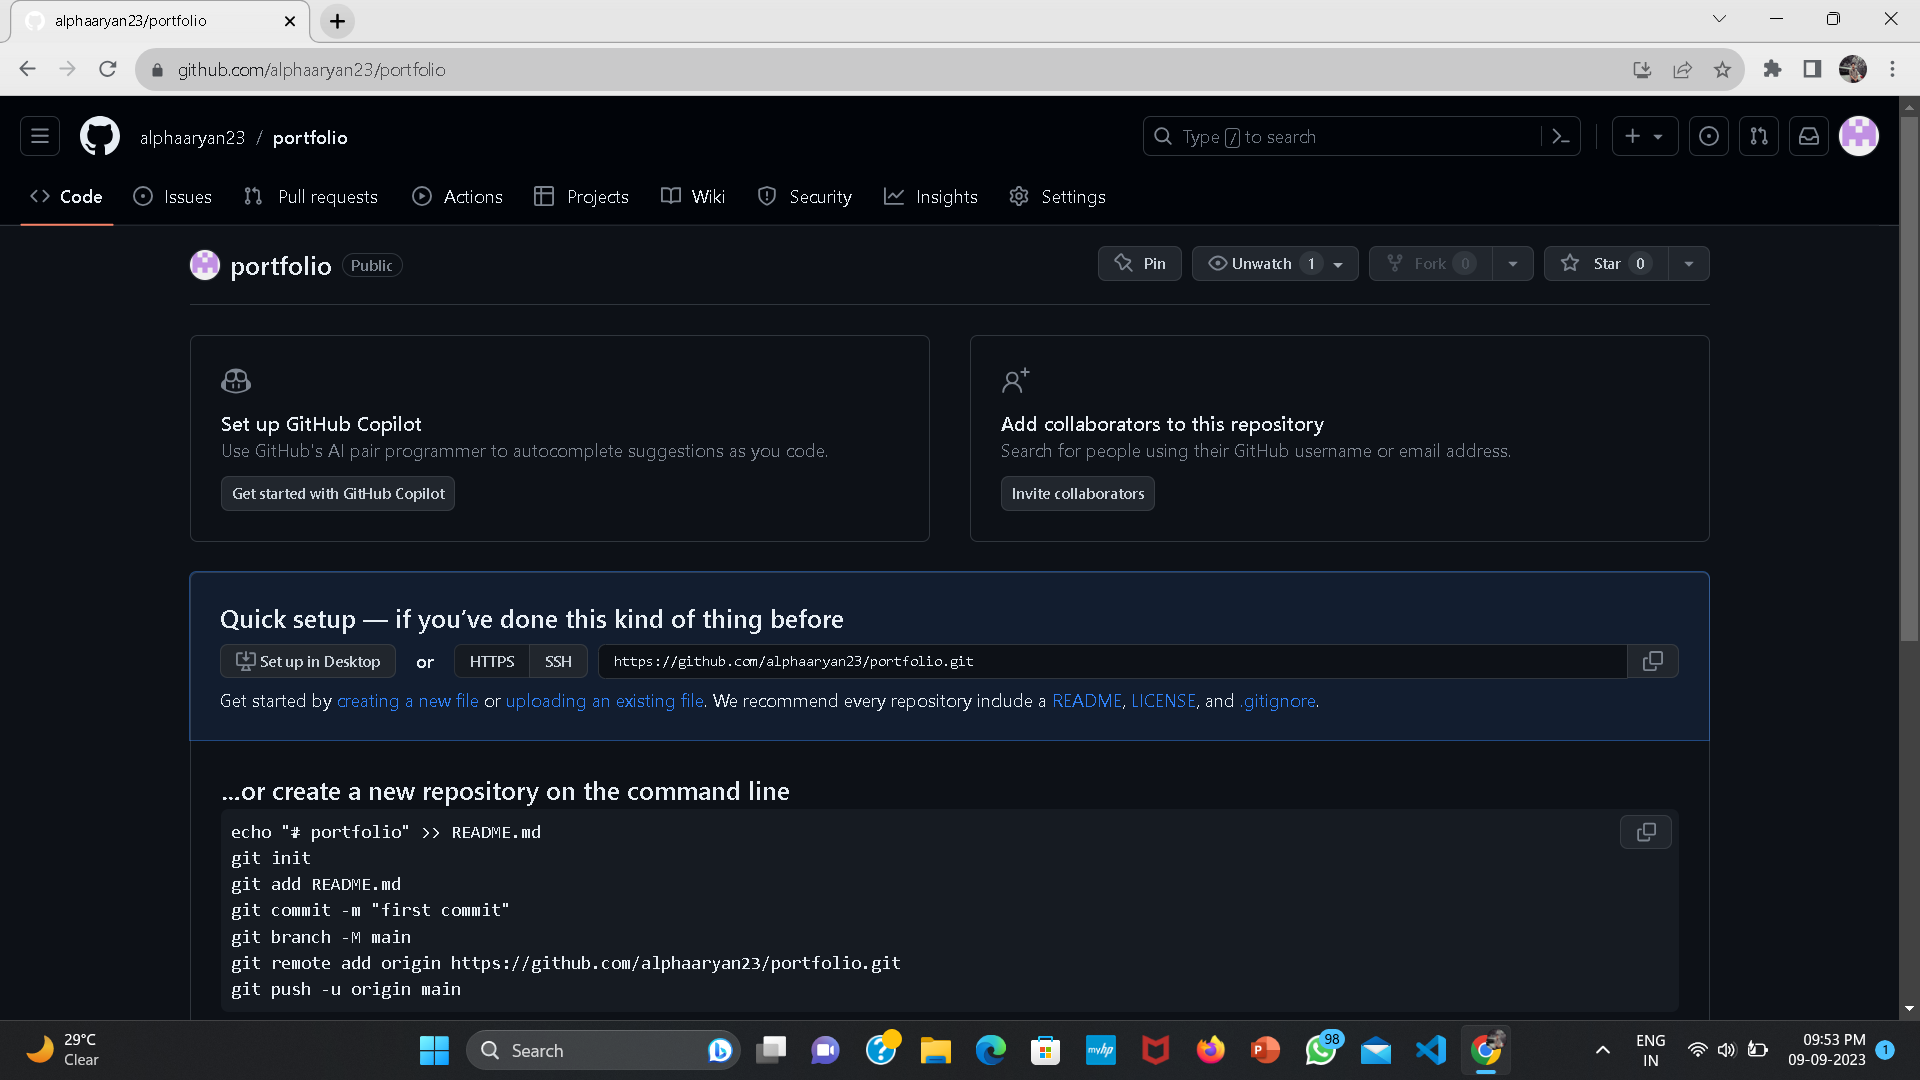 alphaaryan23/portfolio
github.com/alphaaryan23/portfolio
alphaaryan23 / portfolio
Type / to search
Code Issues Pull requests Actions Projects Wiki Security Insights Settings
portfolio Public
Pin Unwatch 1 Fork 0 Star 0
Set up GitHub Copilot
Use GitHub's AI pair programmer to autocomplete suggestions as you code.
Get started with GitHub Copilot
Add collaborators to this repository
Search for people using their GitHub username or email address.
Invite collaborators
Quick setup — if you’ve done this kind of thing before
Set up in Desktop or HTTPS SSH https://github.com/alphaaryan23/portfolio.git
Get started by creating a new file or uploading an existing file. We recommend every repository include a README, LICENSE, and .gitignore.
…or create a new repository on the command line
echo "# portfolio" >> README.md
git init
git add README.md
git commit -m "first commit"
git branch -M main
git remote add origin https://github.com/alphaaryan23/portfolio.git
git push -u origin main
29°C
Clear
Search
myhp
98
ENG
IN
09:53 PM
09-09-2023
1